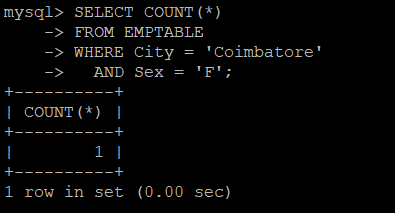 mysql> SELECT COUNT(*)
    -> FROM EMPTABLE
    -> WHERE City = 'Coimbatore'
    ->   AND Sex = 'F';
+----------+
| COUNT(*) |
+----------+
|        1 |
+----------+
1 row in set (0.00 sec)